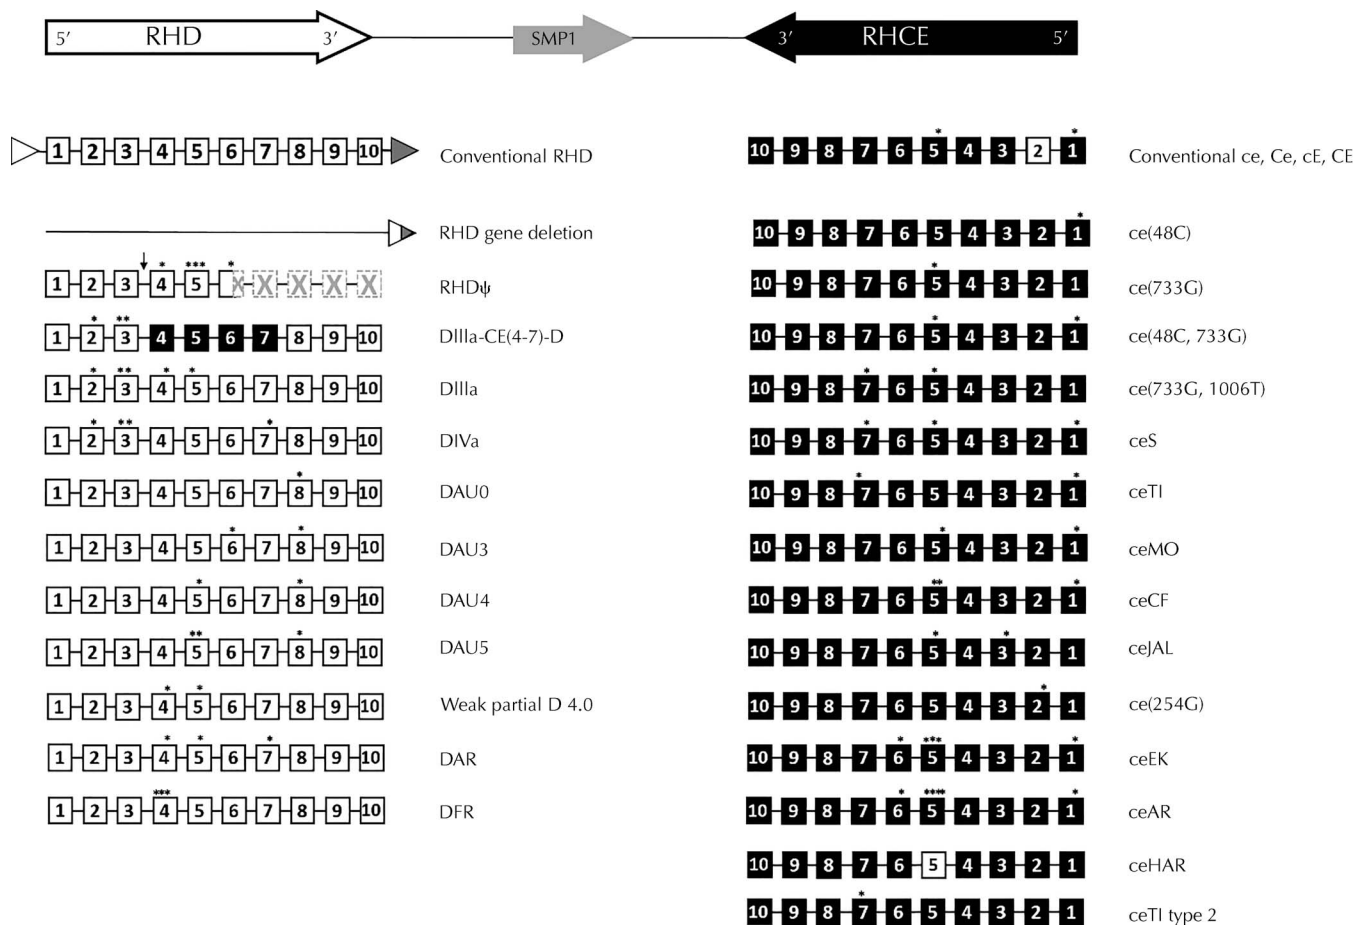 5′ RHD 3′ SMP1 3′ RHCE 5′
1 2 3 4 5 6 7 8 9 10 Conventional RHD 10 9 8 7 6 5* 4 3 2 1* Conventional ce, Ce, cE, CE
RHD gene deletion 10 9 8 7 6 5 4 3 2 1* ce(48C)
1 2 3 4* 5*** * X X X X X RHDψ 10 9 8 7 6 5* 4 3 2 1 ce(733G)
1 2* 3** 4 5 6 7 8 9 10 DIIIa-CE(4-7)-D 10 9 8 7 6 5* 4 3 2 1* ce(48C, 733G)
1 2* 3** 4* 5* 6 7 8 9 10 DIIIa 10 9 8 7* 6 5* 4 3 2 1 ce(733G, 1006T)
1 2* 3** 4 5 6 7* 8 9 10 DIVa 10 9 8 7* 6 5* 4 3 2 1* ceS
1 2 3 4 5 6 7 8* 9 10 DAU0 10 9 8 7* 6 5 4 3 2 1* ceTI
1 2 3 4 5 6* 7 8* 9 10 DAU3 10 9 8 7 6 5* 4 3 2 1* ceMO
1 2 3 4 5* 6 7 8* 9 10 DAU4 10 9 8 7 6 5** 4 3 2 1* ceCF
1 2 3 4 5** 6 7 8* 9 10 DAU5 10 9 8 7 6 5* 4 3* 2 1 ceJAL
1 2 3 4* 5* 6 7 8 9 10 Weak partial D 4.0 10 9 8 7 6 5 4 3 2* 1 ce(254G)
1 2 3 4* 5* 6 7* 8 9 10 DAR 10 9 8 7 6* 5*** 4 3 2 1* ceEK
1 2 3 4*** 5 6 7 8 9 10 DFR 10 9 8 7 6* 5**** 4 3 2 1* ceAR
10 9 8 7 6 5 4 3 2 1 ceHAR
10 9 8 7* 6 5 4 3 2 1 ceTI type 2